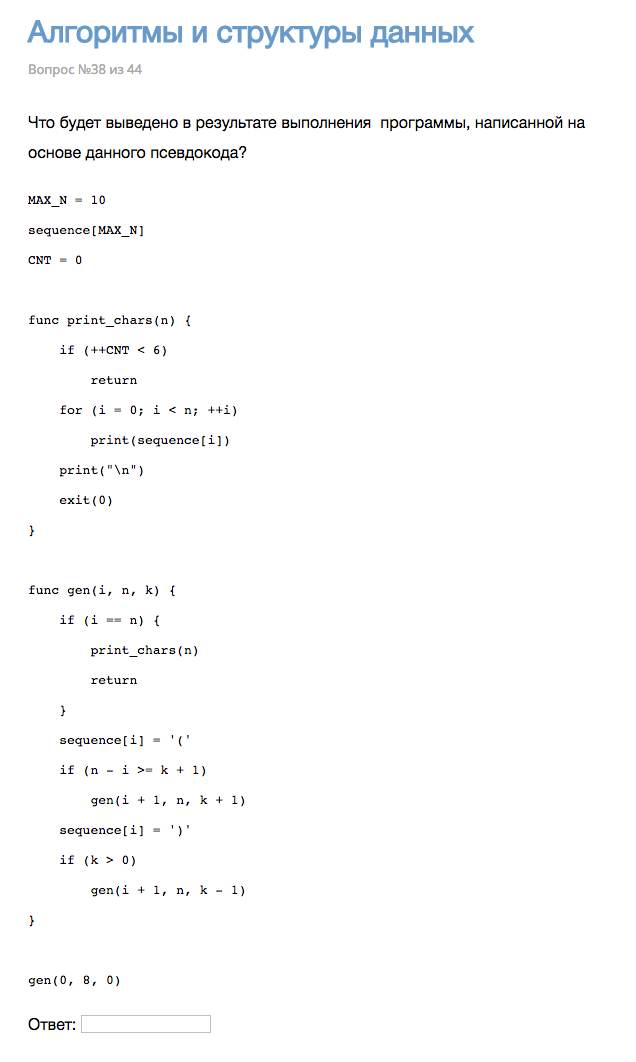 Алгоритмы и структуры данных
Вопрос №38 из 44
Что будет выведено в результате выполнения программы, написанной на
основе данного псевдокода?
MAX_N = 10
sequence[MAX_N]
CNT = 0
func print_chars(n) {
    if (++CNT < 6)
        return
    for (i = 0; i < n; ++i)
        print(sequence[i])
    print("\n")
    exit(0)
}
func gen(i, n, k) {
    if (i == n) {
        print_chars(n)
        return
    }
    sequence[i] = '('
    if (n - i >= k + 1)
        gen(i + 1, n, k + 1)
    sequence[i] = ')'
    if (k > 0)
        gen(i + 1, n, k - 1)
}
gen(0, 8, 0)
Ответ: